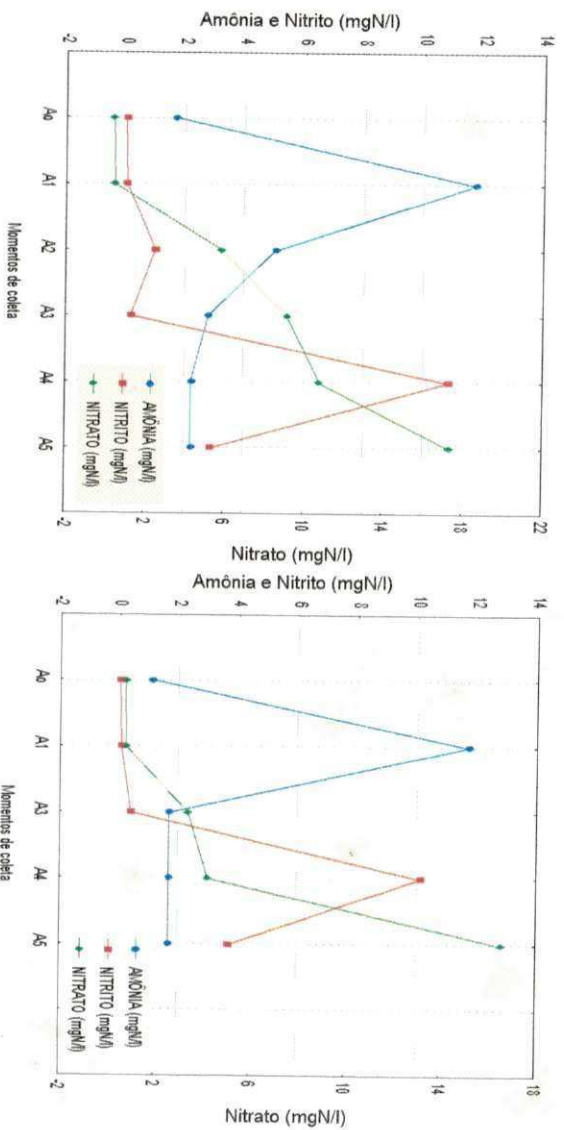 Amônia e Nitrito (mgN/l)
-2 0 2 4 6 8 10 12 14
Ao A1 A2 A3 A4 A5
Momentos de coleta
AMÔNIA (mgN/l)
NITRITO (mgN/l)
NITRATO (mgN/l)
-2 2 6 10 14 18 22
Nitrato (mgN/l)
Amônia e Nitrito (mgN/l)
-2 0 2 4 6 8 10 12 14
Ao A1 A3 A4 A5
Momentos de coleta
AMÔNIA (mgN/l)
NITRITO (mgN/l)
NITRATO (mgN/l)
-2 2 6 10 14 18
Nitrato (mgN/l)